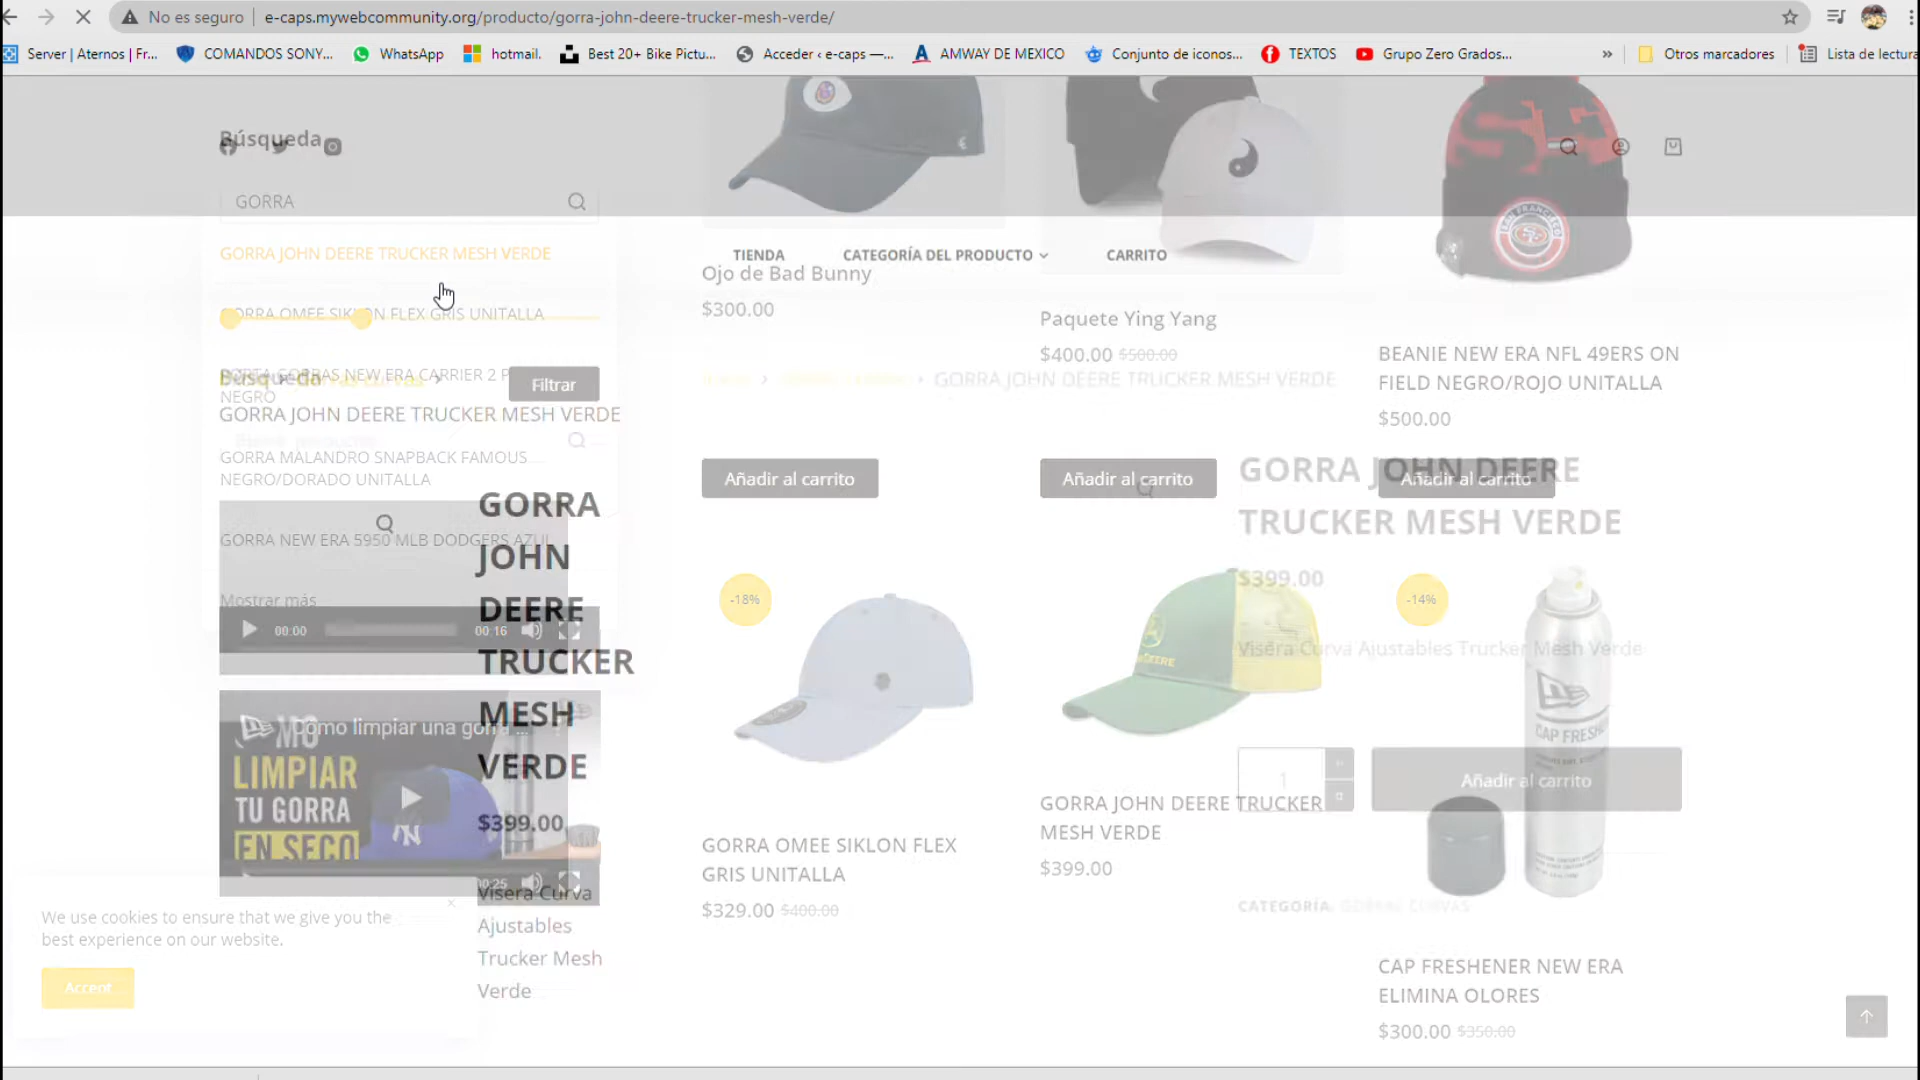 No seguro
e-caps.mywebcommunity.org/producto/gorra-john-deere-trucker-mesh-verde/
Server | Aternos | Fr...
COMANDOS SONY...
WhatsApp
hotmail.
Best 20+ Bike Pictu...
Acceder ‹ e-caps —...
AMWAY DE MEXICO
Conjunto de iconos...
TEXTOS
Grupo Zero Grados...
»
Otros marcadores
Lista de lectura
Búsqueda
GORRA
GORRA JOHN DEERE TRUCKER MESH VERDE
GORRA OMEE SIKLON FLEX GRIS UNITALLA
PORTA GORRAS NEW ERA CARRIER 2 P
NEGRO
Filtrar
Búsqueda
GORRA JOHN DEERE TRUCKER MESH VERDE
GORRA MALANDRO SNAPBACK FAMOUS
NEGRO/DORADO UNITALLA
GORRA NEW ERA 5950 MLB DODGERS AZUL
Mostrar más
00:00
00:16
Cómo limpiar una gorra ...
LIMPIAR
TU GORRA
EN SECO
00:25
GORRA
JOHN
DEERE
TRUCKER
MESH
VERDE
$399.00
Visera Curva
Ajustables
Trucker Mesh
Verde
We use cookies to ensure that we give you the
best experience on our website.
Accept
TIENDA
CATEGORÍA DEL PRODUCTO
CARRITO
Ojo de Bad Bunny
$300.00
Paquete Ying Yang
$400.00 $500.00
BEANIE NEW ERA NFL 49ERS ON
FIELD NEGRO/ROJO UNITALLA
$500.00
GORRA JOHN DEERE TRUCKER MESH VERDE
Añadir al carrito
Añadir al carrito
Añadir al carrito
GORRA JOHN DEERE
TRUCKER MESH VERDE
$399.00
Visera Curva Ajustables Trucker Mesh Verde
1
Añadir al carrito
-18%
-14%
CAP FRESHENER
GORRA OMEE SIKLON FLEX
GRIS UNITALLA
$329.00 $400.00
GORRA JOHN DEERE TRUCKER
MESH VERDE
$399.00
CATEGORÍA: GORRAS CURVAS
CAP FRESHENER NEW ERA
ELIMINA OLORES
$300.00 $350.00